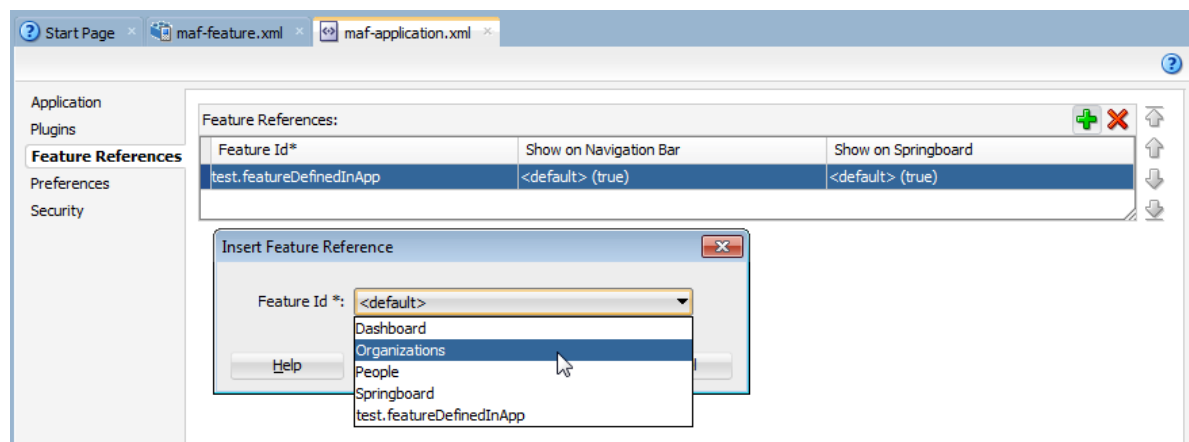 Start Page maf-feature.xml maf-application.xml
Application
Plugins
Feature References
Preferences
Security
Feature References:
Feature Id* Show on Navigation Bar Show on Springboard
test.featureDefinedInApp <default> (true) <default> (true)
Insert Feature Reference
Feature Id *: <default>
Dashboard
Organizations
People
Springboard
test.featureDefinedInApp
Help